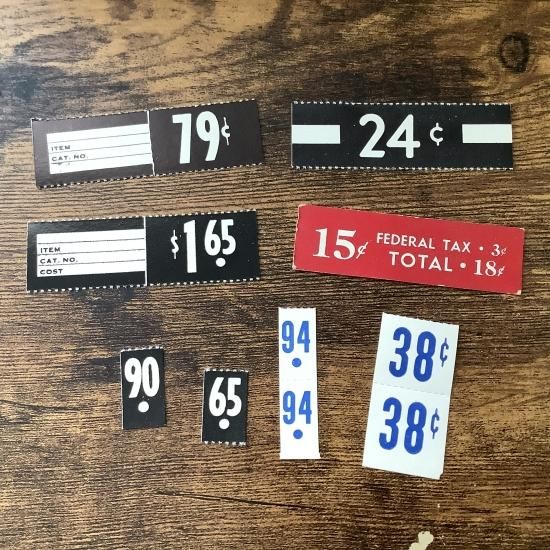 79¢
ITEM
CAT. NO.
24¢
$1 65
ITEM
CAT. NO.
COST
15¢ FEDERAL TAX • 3¢
TOTAL • 18¢
90
65
94
94
38¢
38¢